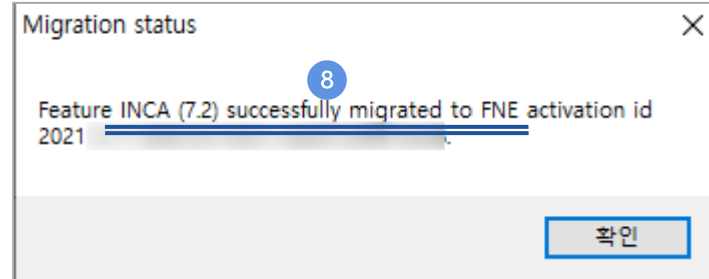 Migration status
8
Feature INCA (7.2) successfully migrated to FNE activation id
2021
확인